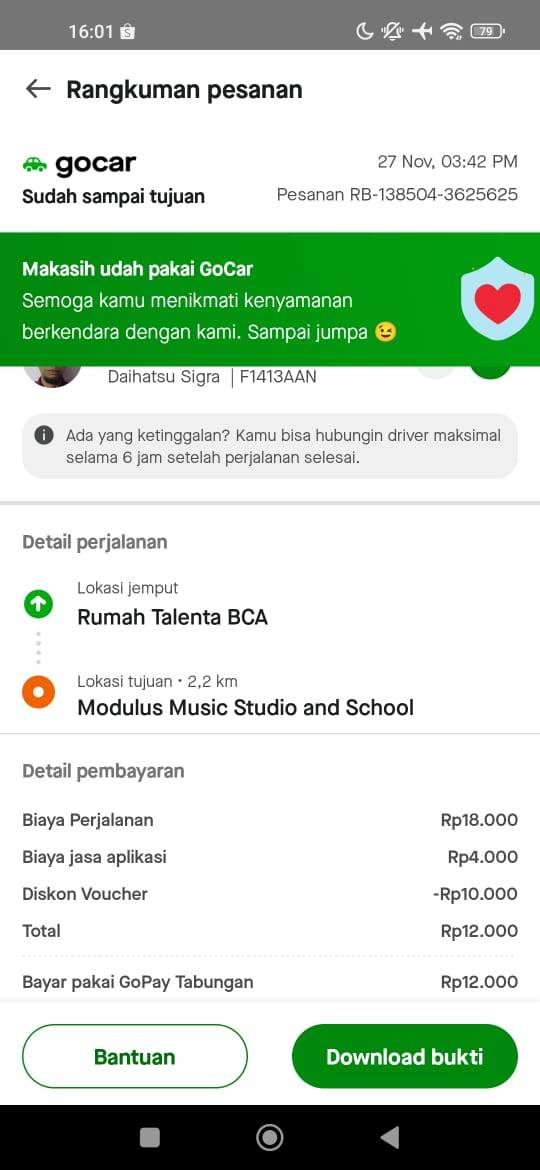 16:01
79
Rangkuman pesanan
gocar
27 Nov, 03:42 PM
Sudah sampai tujuan
Pesanan RB-138504-3625625
Makasih udah pakai GoCar
Semoga kamu menikmati kenyamanan
berkendara dengan kami. Sampai jumpa 😉
Daihatsu Sigra | F1413AAN
Ada yang ketinggalan? Kamu bisa hubungin driver maksimal
selama 6 jam setelah perjalanan selesai.
Detail perjalanan
Lokasi jemput
Rumah Talenta BCA
Lokasi tujuan • 2,2 km
Modulus Music Studio and School
Detail pembayaran
Biaya Perjalanan Rp18.000
Biaya jasa aplikasi Rp4.000
Diskon Voucher -Rp10.000
Total Rp12.000
Bayar pakai GoPay Tabungan Rp12.000
Bantuan
Download bukti